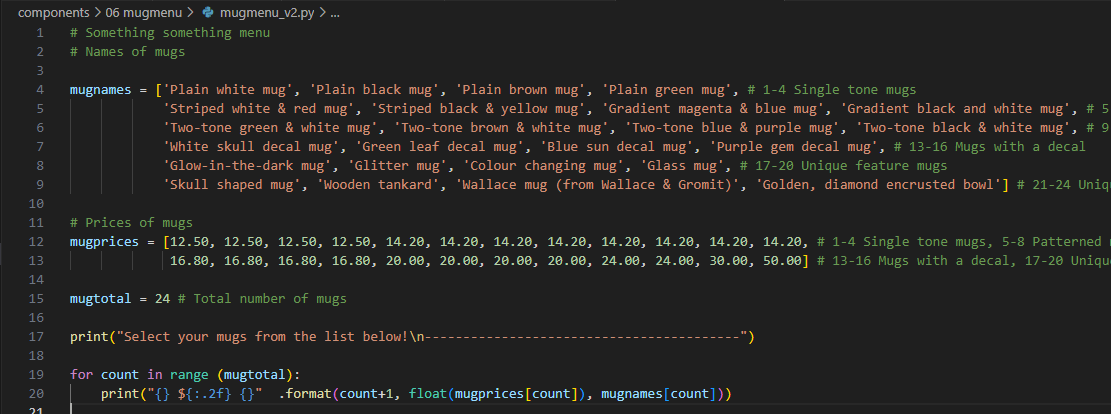 components > 06 mugmenu > mugmenu_v2.py > ...
1 # Something something menu
2 # Names of mugs
3
4 mugnames = ['Plain white mug', 'Plain black mug', 'Plain brown mug', 'Plain green mug', # 1-4 Single tone mugs
5 'Striped white & red mug', 'Striped black & yellow mug', 'Gradient magenta & blue mug', 'Gradient black and white mug', # 5
6 'Two-tone green & white mug', 'Two-tone brown & white mug', 'Two-tone blue & purple mug', 'Two-tone black & white mug', # 9
7 'White skull decal mug', 'Green leaf decal mug', 'Blue sun decal mug', 'Purple gem decal mug', # 13-16 Mugs with a decal
8 'Glow-in-the-dark mug', 'Glitter mug', 'Colour changing mug', 'Glass mug', # 17-20 Unique feature mugs
9 'Skull shaped mug', 'Wooden tankard', 'Wallace mug (from Wallace & Gromit)', 'Golden, diamond encrusted bowl'] # 21-24 Uniq
10
11 # Prices of mugs
12 mugprices = [12.50, 12.50, 12.50, 12.50, 14.20, 14.20, 14.20, 14.20, 14.20, 14.20, 14.20, 14.20, # 1-4 Single tone mugs, 5-8 Patterned
13 16.80, 16.80, 16.80, 16.80, 20.00, 20.00, 20.00, 20.00, 24.00, 24.00, 30.00, 50.00] # 13-16 Mugs with a decal, 17-20 Uniqu
14
15 mugtotal = 24 # Total number of mugs
16
17 print("Select your mugs from the list below!\n-----------------------------------------")
18
19 for count in range (mugtotal):
20 print("{} ${:.2f} {}"  .format(count+1, float(mugprices[count]), mugnames[count]))
21